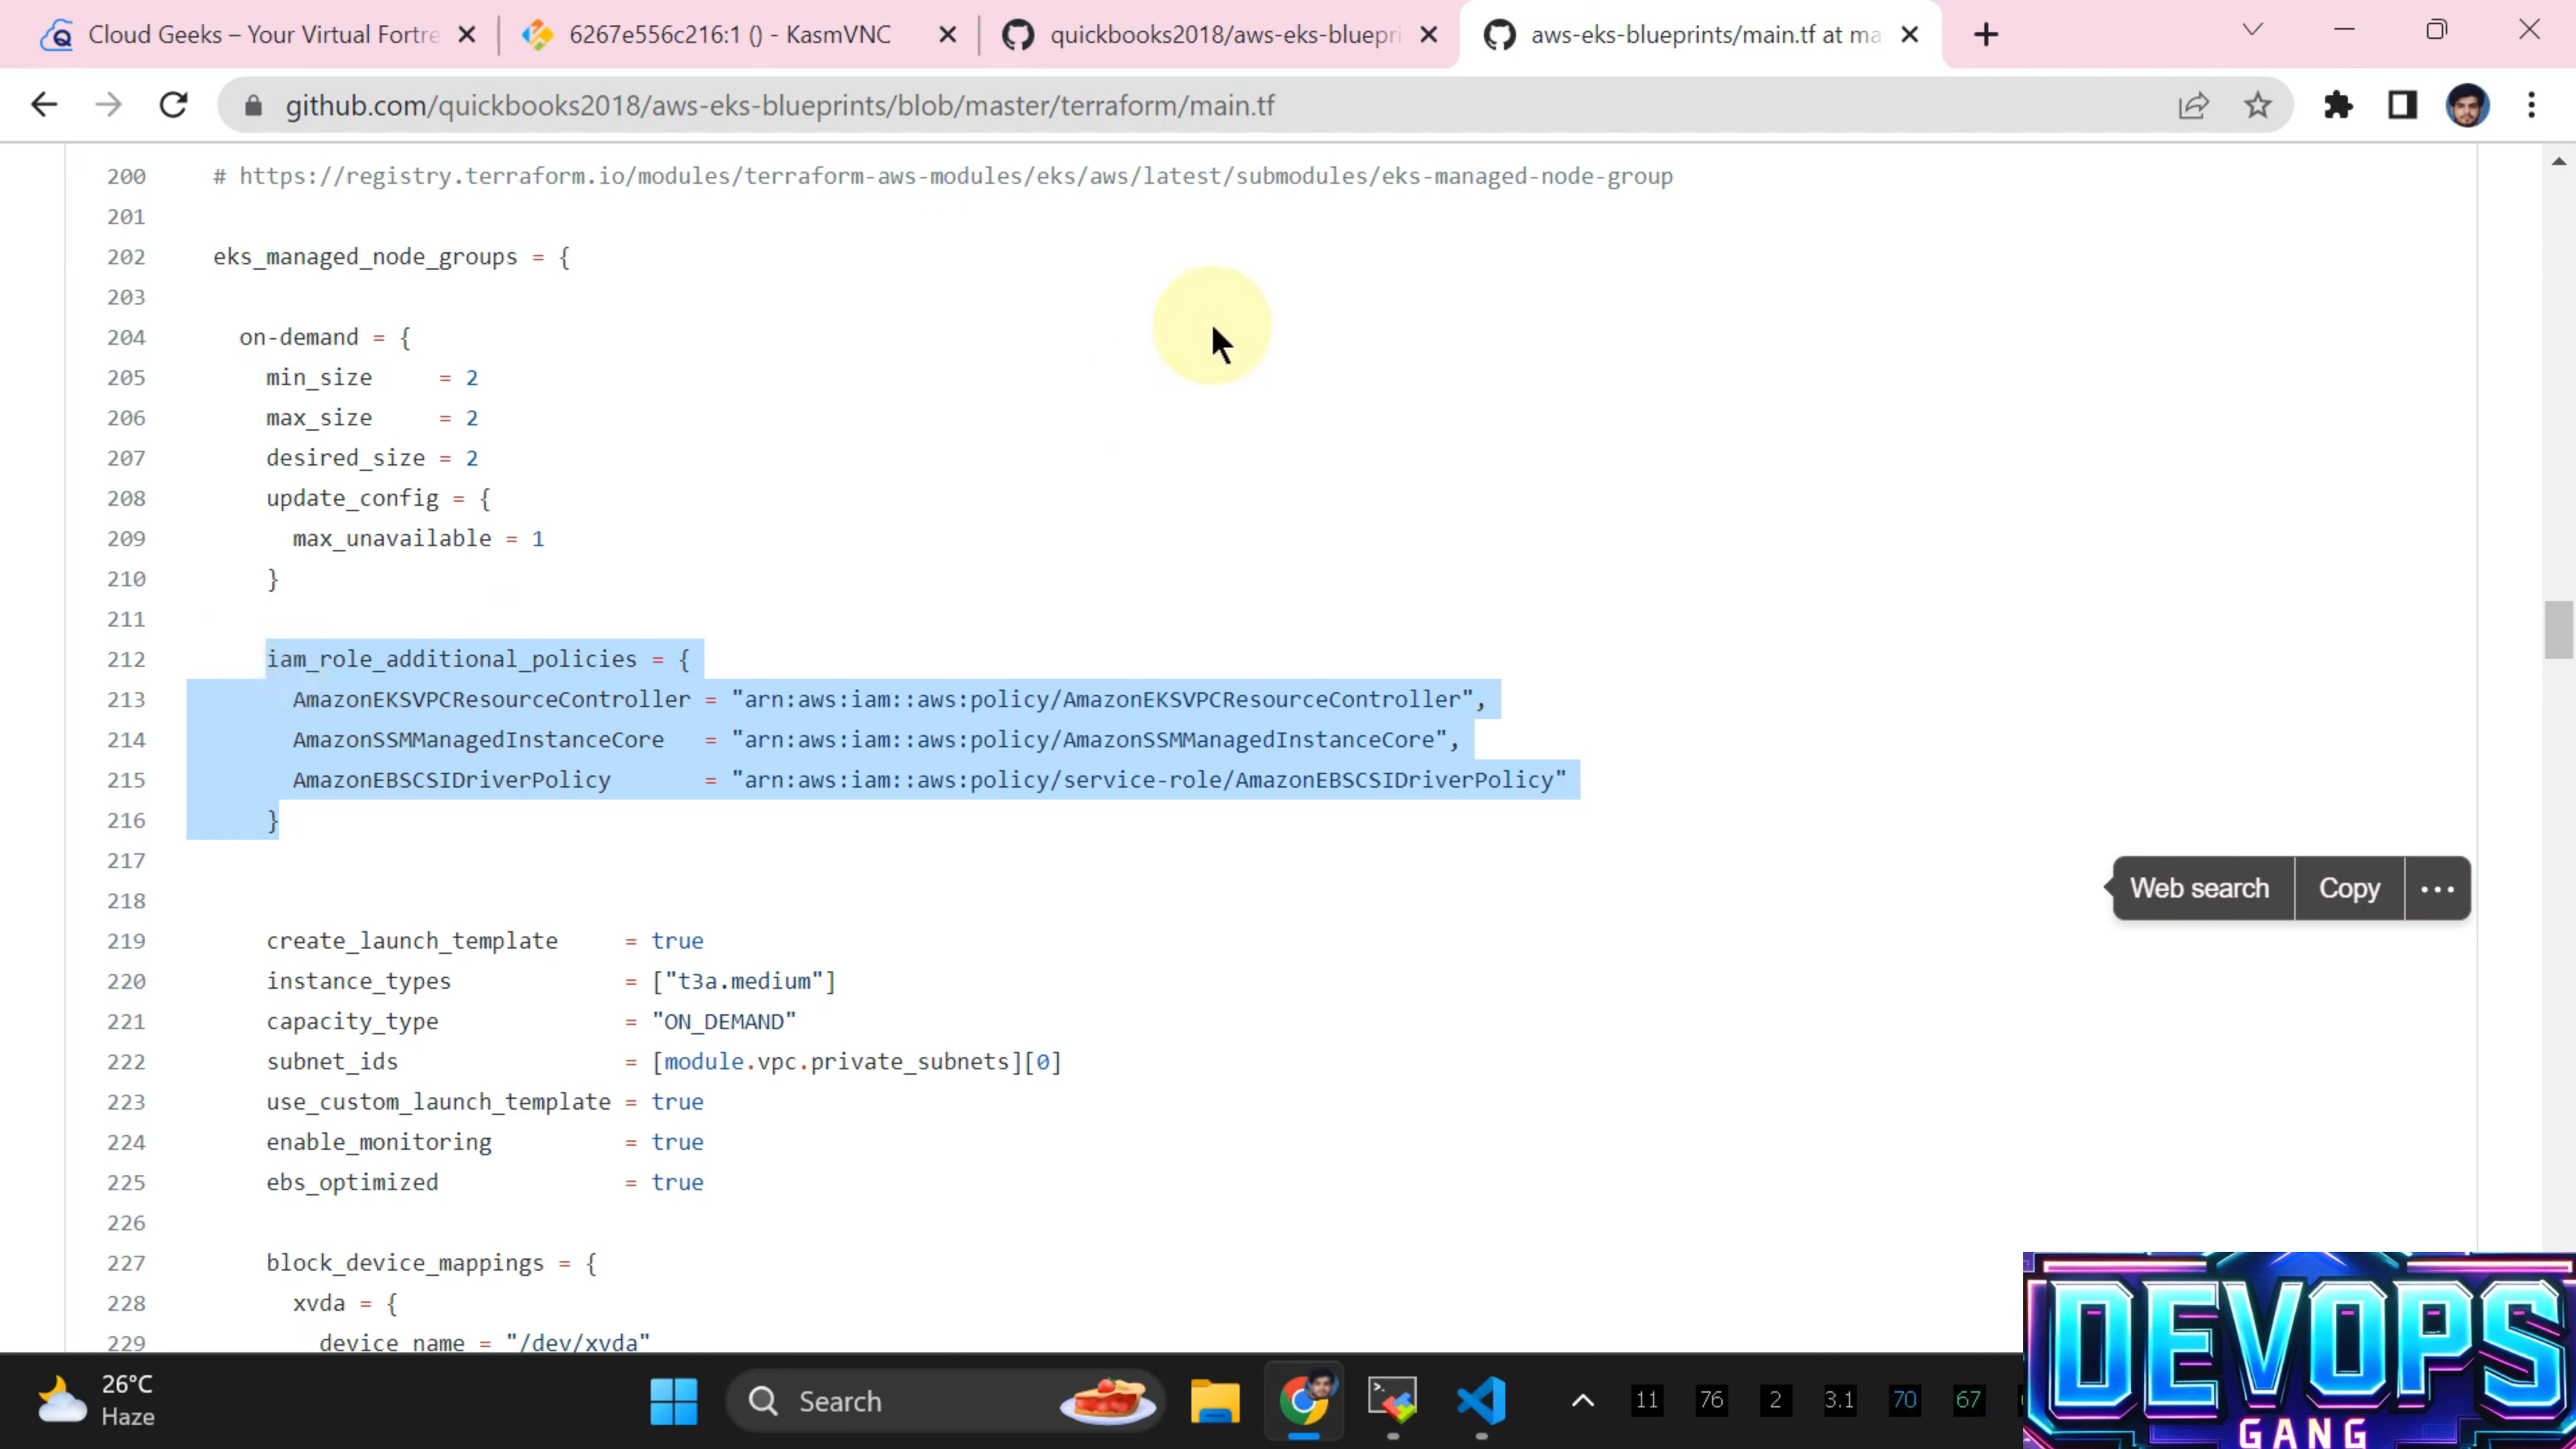 Cloud Geeks – Your Virtual Fortre
6267e556c216:1 () - KasmVNC
quickbooks2018/aws-eks-bluepri
aws-eks-blueprints/main.tf at ma
github.com/quickbooks2018/aws-eks-blueprints/blob/master/terraform/main.tf
200 # https://registry.terraform.io/modules/terraform-aws-modules/eks/aws/latest/submodules/eks-managed-node-group
201
202 eks_managed_node_groups = {
203
204 on-demand = {
205 min_size = 2
206 max_size = 2
207 desired_size = 2
208 update_config = {
209 max_unavailable = 1
210 }
211
212 iam_role_additional_policies = {
213 AmazonEKSVPCResourceController = "arn:aws:iam::aws:policy/AmazonEKSVPCResourceController",
214 AmazonSSMManagedInstanceCore = "arn:aws:iam::aws:policy/AmazonSSMManagedInstanceCore",
215 AmazonEBSCSIDriverPolicy = "arn:aws:iam::aws:policy/service-role/AmazonEBSCSIDriverPolicy"
216 }
217
218
Web search Copy ...
219 create_launch_template = true
220 instance_types = ["t3a.medium"]
221 capacity_type = "ON_DEMAND"
222 subnet_ids = [module.vpc.private_subnets][0]
223 use_custom_launch_template = true
224 enable_monitoring = true
225 ebs_optimized = true
226
227 block_device_mappings = {
228 xvda = {
229 device_name = "/dev/xvda"
26°C
Haze
Search
11 76 2 3.1 70 67
DEVOPS
GANG